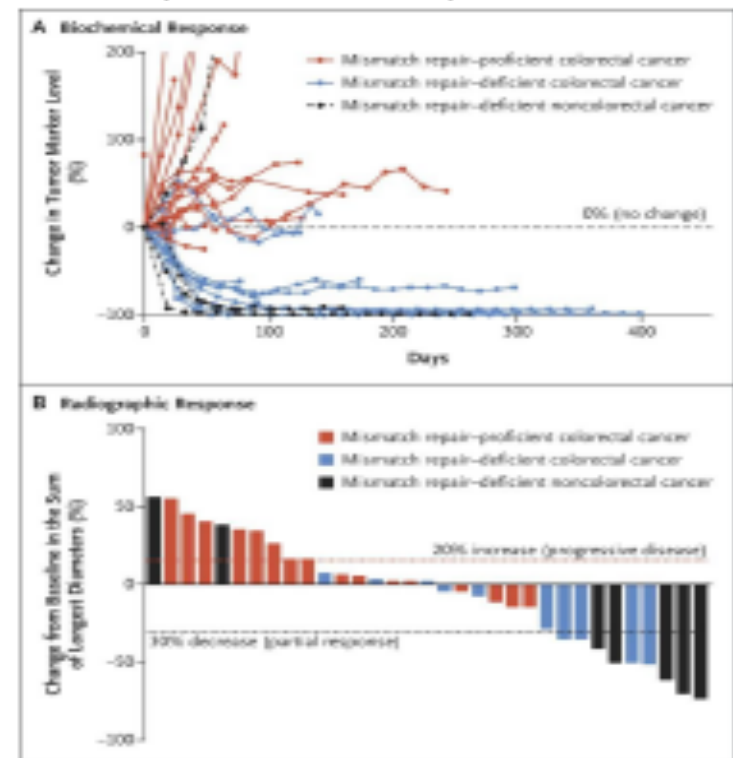 A Biochemical Response
200
100
0
-100
Change in Tumor Marker Level
(%)
Mismatch repair–proficient colorectal cancer
Mismatch repair–deficient colorectal cancer
Mismatch repair–deficient noncolorectal cancer
0% (no change)
0 100 200 300 400
Days
B Radiographic Response
100
50
0
-50
-100
Change from Baseline in the Sum
of Longest Diameters (%)
Mismatch repair–proficient colorectal cancer
Mismatch repair–deficient colorectal cancer
Mismatch repair–deficient noncolorectal cancer
20% increase (progressive disease)
30% decrease (partial response)